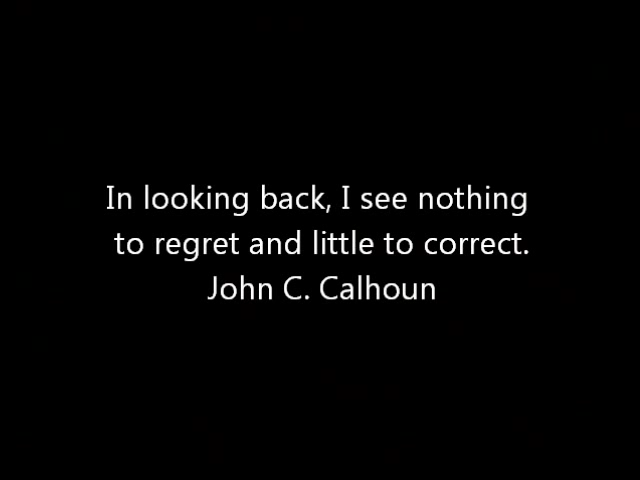 In looking back, I see nothing
to regret and little to correct.
John C. Calhoun